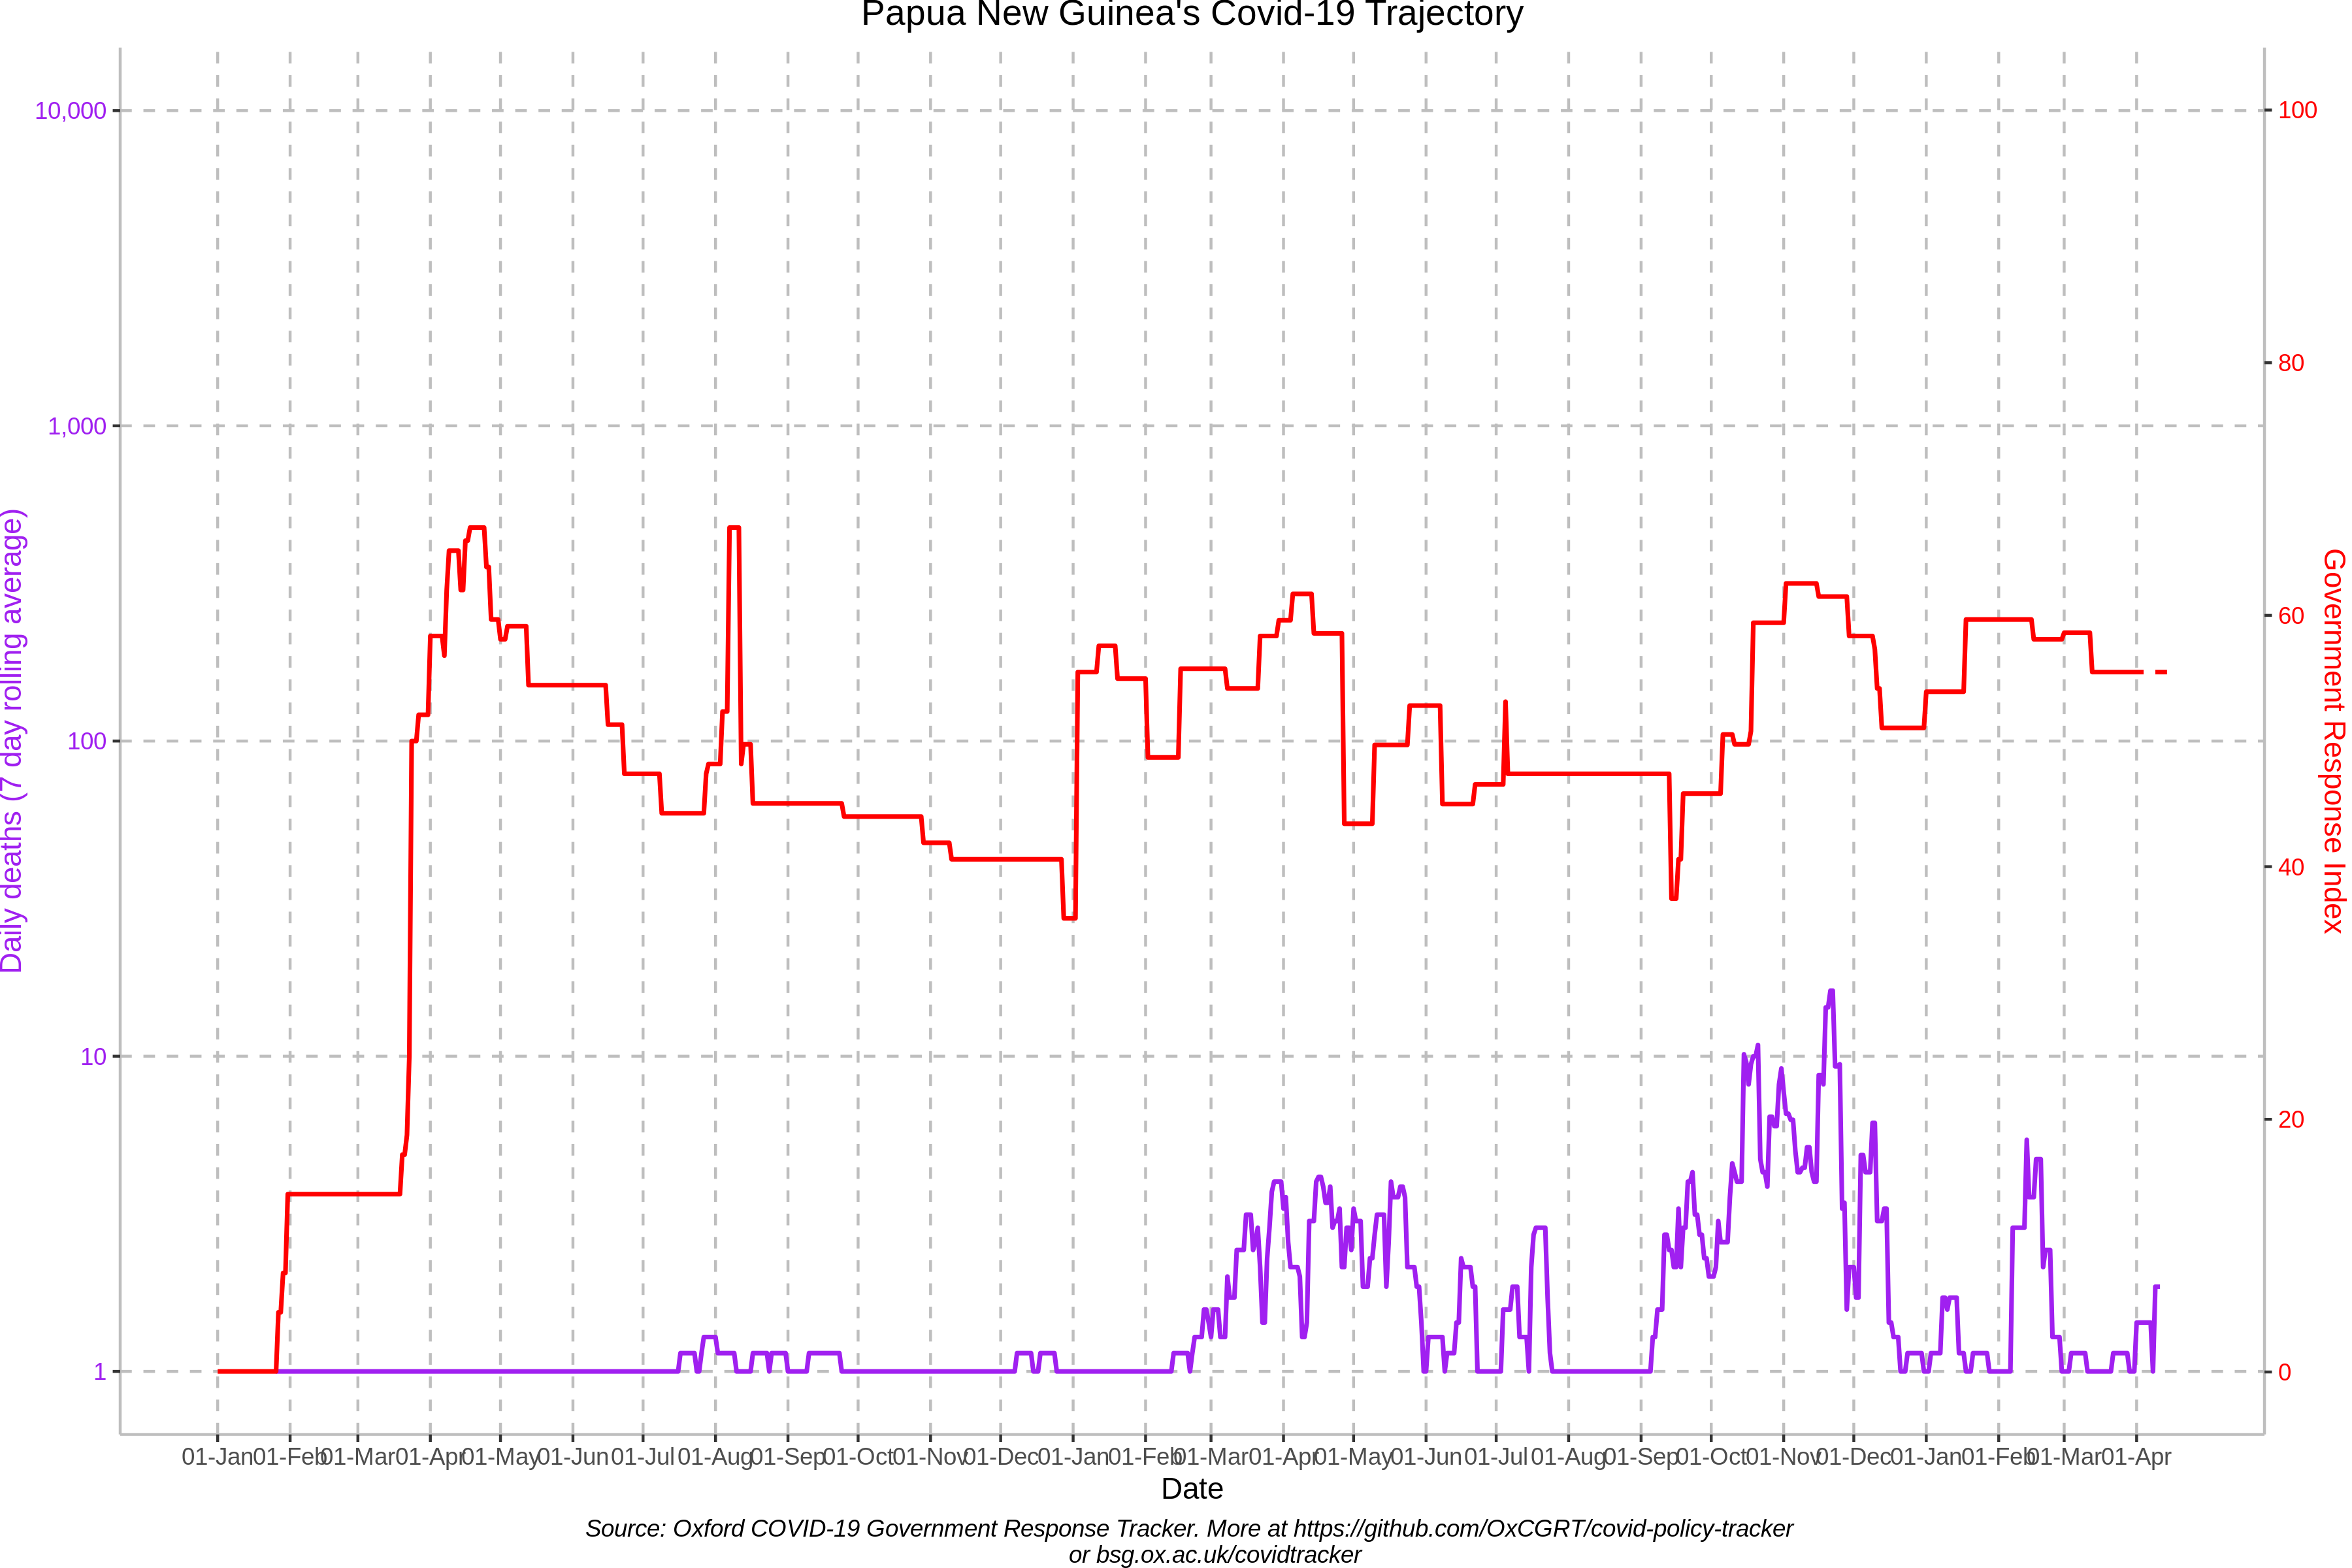 Papua New Guinea's Covid-19 Trajectory
10,000
1,000
100
10
1
Daily deaths (7 day rolling average)
100
80
60
40
20
0
Government Response Index
01-Jan 01-Feb 01-Mar 01-Apr 01-May 01-Jun 01-Jul 01-Aug 01-Sep 01-Oct 01-Nov 01-Dec 01-Jan 01-Feb 01-Mar 01-Apr 01-May 01-Jun 01-Jul 01-Aug 01-Sep 01-Oct 01-Nov 01-Dec 01-Jan 01-Feb 01-Mar 01-Apr
Date
Source: Oxford COVID-19 Government Response Tracker. More at https://github.com/OxCGRT/covid-policy-tracker
or bsg.ox.ac.uk/covidtracker